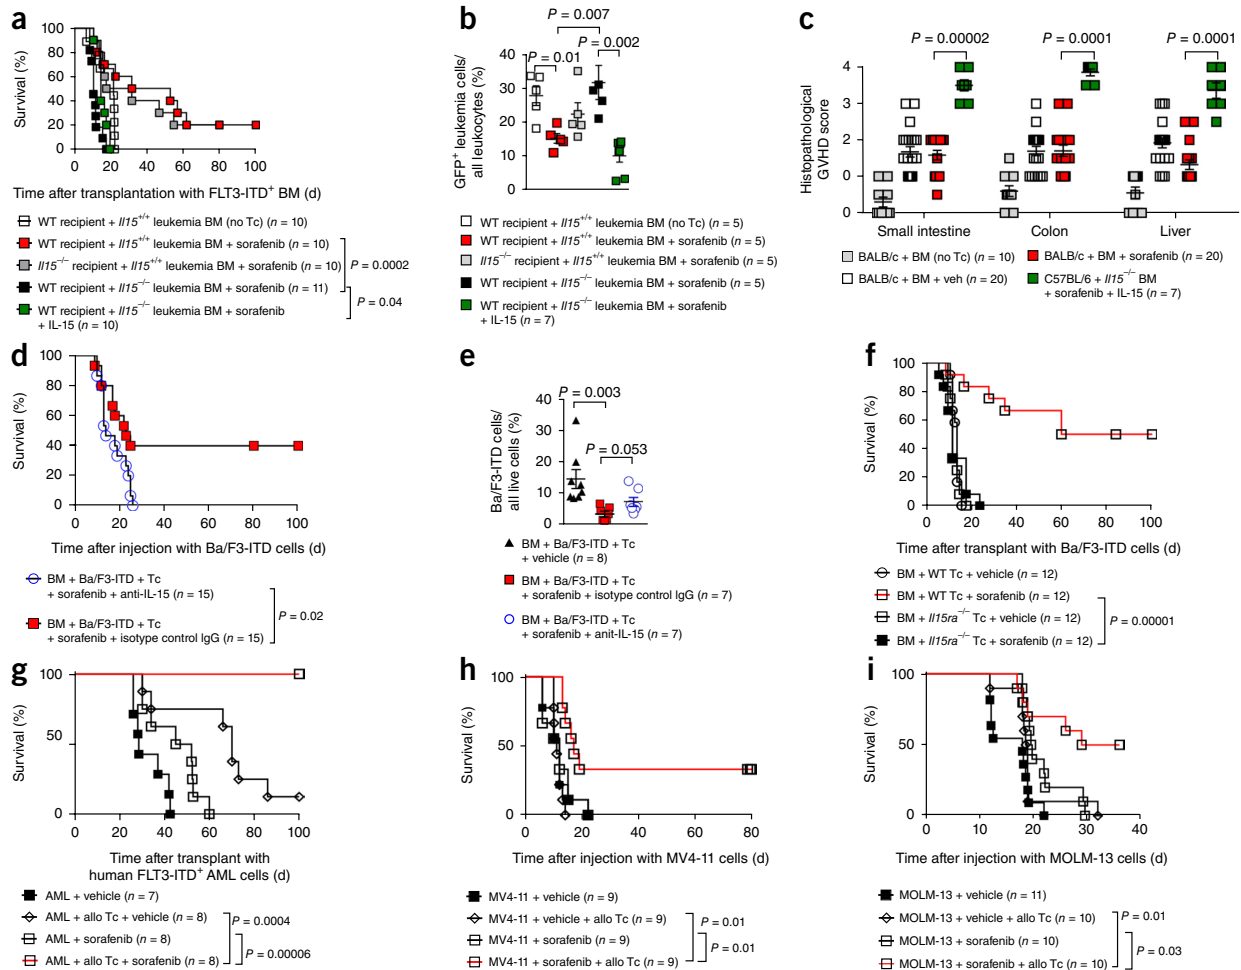 a
Survival (%)
100
80
60
40
20
0
0 20 40 60 80 100
Time after transplantation with FLT3-ITD⁺ BM (d)
WT recipient + Il15⁺/⁺ leukemia BM (no Tc) (n = 10)
WT recipient + Il15⁺/⁺ leukemia BM + sorafenib (n = 10)
Il15⁻/⁻ recipient + Il15⁺/⁺ leukemia BM + sorafenib (n = 10)
WT recipient + Il15⁻/⁻ leukemia BM + sorafenib (n = 11)
WT recipient + Il15⁻/⁻ leukemia BM + sorafenib
+ IL-15 (n = 10)
P = 0.0002
P = 0.04
b
GFP⁺ leukemia cells/
all leukocytes (%)
40
30
20
10
0
P = 0.007
P = 0.002
P = 0.01
WT recipient + Il15⁺/⁺ leukemia BM (no Tc) (n = 5)
WT recipient + Il15⁺/⁺ leukemia BM + sorafenib (n = 5)
Il15⁻/⁻ recipient + Il15⁺/⁺ leukemia BM + sorafenib (n = 5)
WT recipient + Il15⁻/⁻ leukemia BM + sorafenib (n = 5)
WT recipient + Il15⁻/⁻ leukemia BM + sorafenib
+ IL-15 (n = 7)
c
Histopathological
GVHD score
4
3
2
0
0
P = 0.00002
P = 0.0001
P = 0.0001
Small intestine
Colon
Liver
BALB/c + BM (no Tc) (n = 10)
BALB/c + BM + veh (n = 20)
BALB/c + BM + sorafenib (n = 20)
C57BL/6 + Il15⁻/⁻ BM
+ sorafenib + IL-15 (n = 7)
d
Survival (%)
100
80
60
40
20
0
0 20 40 60 80 100
Time after injection with Ba/F3-ITD cells (d)
BM + Ba/F3-ITD + Tc
+ sorafenib + anti-IL-15 (n = 15)
BM + Ba/F3-ITD + Tc
+ sorafenib + isotype control IgG (n = 15)
P = 0.02
e
Ba/F3-ITD cells/
all live cells (%)
40
30
20
10
0
P = 0.003
P = 0.053
BM + Ba/F3-ITD + Tc
+ vehicle (n = 8)
BM + Ba/F3-ITD + Tc
+ sorafenib + isotype control IgG (n = 7)
BM + Ba/F3-ITD + Tc
+ sorafenib + anit-IL-15 (n = 7)
f
Survival (%)
100
80
60
40
20
0
0 20 40 60 80 100
Time after transplant with Ba/F3-ITD cells (d)
BM + WT Tc + vehicle (n = 12)
BM + WT Tc + sorafenib (n = 12)
BM + Il15ra⁻/⁻ Tc + vehicle (n = 12)
BM + Il15ra⁻/⁻ Tc + sorafenib (n = 12)
P = 0.00001
g
Survival (%)
100
50
0
0 20 40 60 80 100
Time after transplant with
human FLT3-ITD⁺ AML cells (d)
AML + vehicle (n = 7)
AML + allo Tc + vehicle (n = 8)
AML + sorafenib (n = 8)
AML + allo Tc + sorafenib (n = 8)
P = 0.0004
P = 0.00006
h
Survival (%)
100
50
0
0 20 40 60 80
Time after injection with MV4-11 cells (d)
MV4-11 + vehicle (n = 9)
MV4-11 + vehicle + allo Tc (n = 9)
MV4-11 + sorafenib (n = 9)
MV4-11 + sorafenib + allo Tc (n = 9)
P = 0.01
P = 0.01
i
Survival (%)
100
50
0
0 10 20 30 40
Time after injection with MOLM-13 cells (d)
MOLM-13 + vehicle (n = 11)
MOLM-13 + vehicle + allo Tc (n = 10)
MOLM-13 + sorafenib (n = 10)
MOLM-13 + sorafenib + allo Tc (n = 10)
P = 0.01
P = 0.03